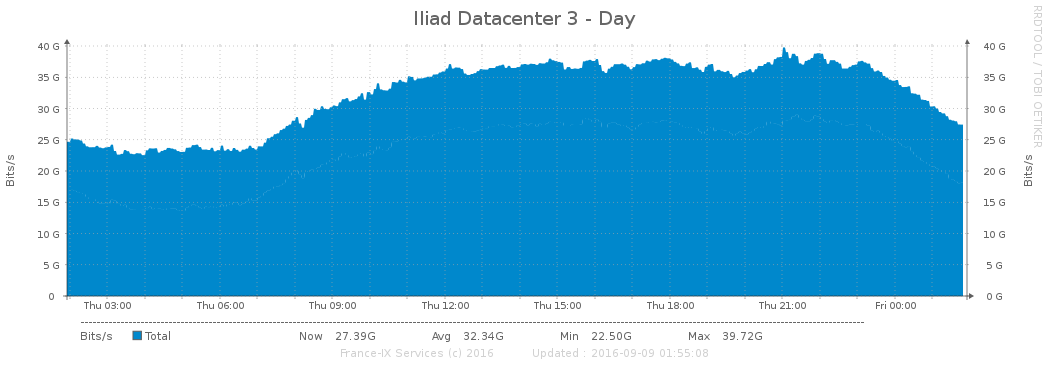 Iliad Datacenter 3 - Day
RRDTOOL / TOBI OETIKER
Bits/s
40 G 40 G
35 G 35 G
30 G 30 G
25 G 25 G
20 G 20 G
15 G 15 G
10 G 10 G
5 G 5 G
0 0 G
Bits/s
Thu 03:00 Thu 06:00 Thu 09:00 Thu 12:00 Thu 15:00 Thu 18:00 Thu 21:00 Fri 00:00
Bits/s Total Now 27.39G Avg 32.34G Min 22.50G Max 39.72G
France-IX Services (c) 2016 Updated : 2016-09-09 01:55:08